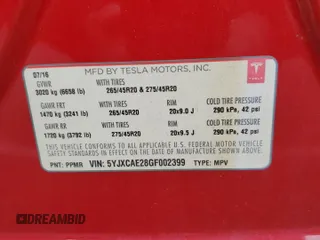 MFD BY TESLA MOTORS, INC.
TESLA
07/16
GVWR WITH TIRES
3020 kg (6658 lb) 265/45R20 & 275/45R20
GAWR FRT WITH TIRES RIM COLD TIRE PRESSURE
1470 kg (3241 lb) 265/45R20 20x9.0 J 290 kPa, 42 psi
GAWR RR WITH TIRES RIM COLD TIRE PRESSURE
1720 kg (3792 lb) 275/45R20 20x9.5 J 290 kPa, 42 psi
THIS VEHICLE CONFORMS TO ALL APPLICABLE U.S. FEDERAL MOTOR VEHICLE
SAFETY AND THEFT PREVENTION STANDARDS IN EFFECT ON THE DATE OF
MANUFACTURE SHOWN ABOVE.
PNT: PPMR VIN: 5YJXCAE28GF002399 TYPE: MPV
DREAMBID